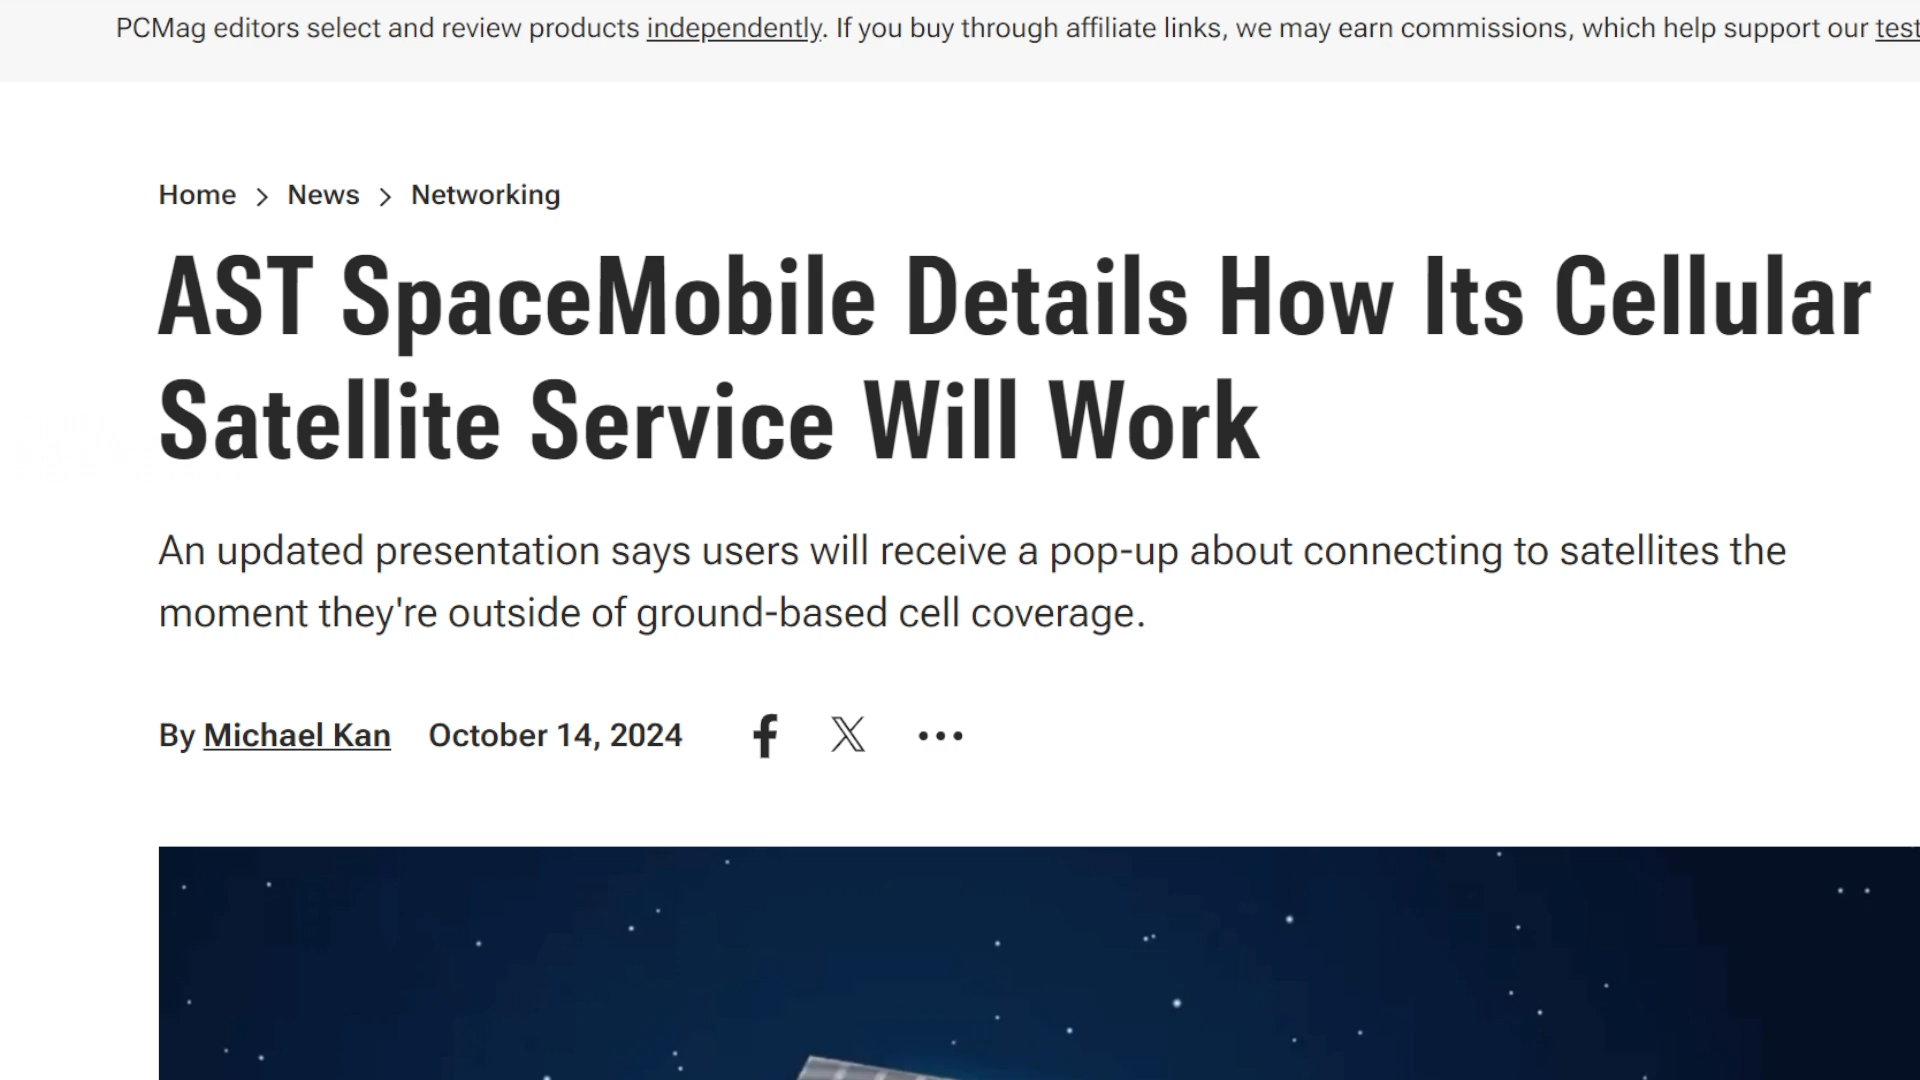 PCMag editors select and review products independently. If you buy through affiliate links, we may earn commissions, which help support our test
Home > News > Networking
AST SpaceMobile Details How Its Cellular
Satellite Service Will Work
An updated presentation says users will receive a pop-up about connecting to satellites the
moment they're outside of ground-based cell coverage.
By Michael Kan October 14, 2024